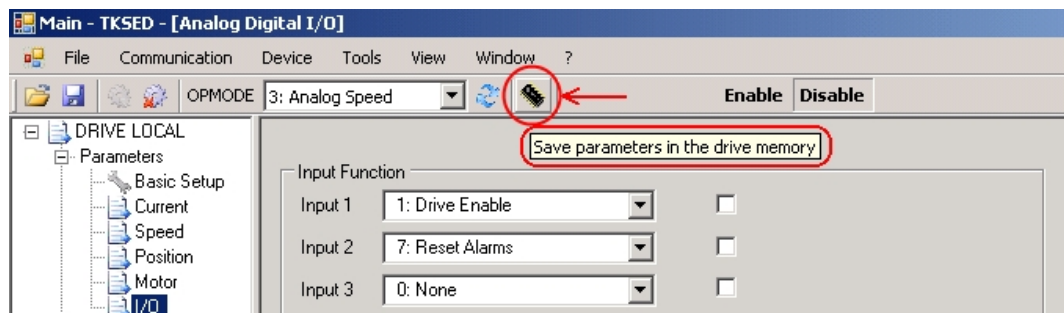 Main - TKSED - [Analog Digital I/O]
File Communication Device Tools View Window ?
OPMODE 3: Analog Speed Enable Disable
Save parameters in the drive memory
DRIVE LOCAL
Parameters
Basic Setup
Current
Speed
Position
Motor
I/O
Input Function
Input 1 1: Drive Enable
Input 2 7: Reset Alarms
Input 3 0: None